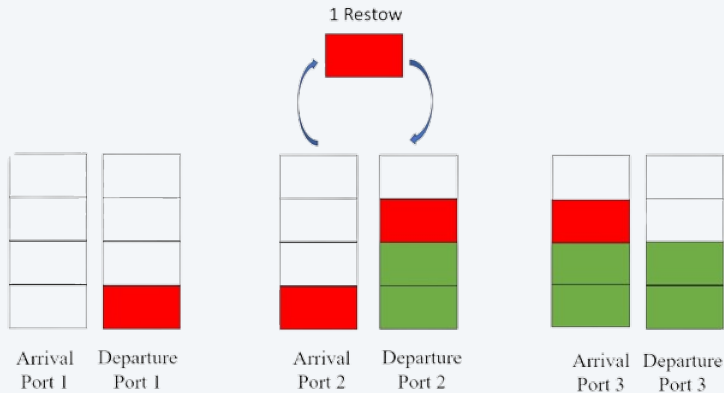 1 Restow
Arrival
Port 1
Departure
Port 1
Arrival
Port 2
Departure
Port 2
Arrival
Port 3
Departure
Port 3